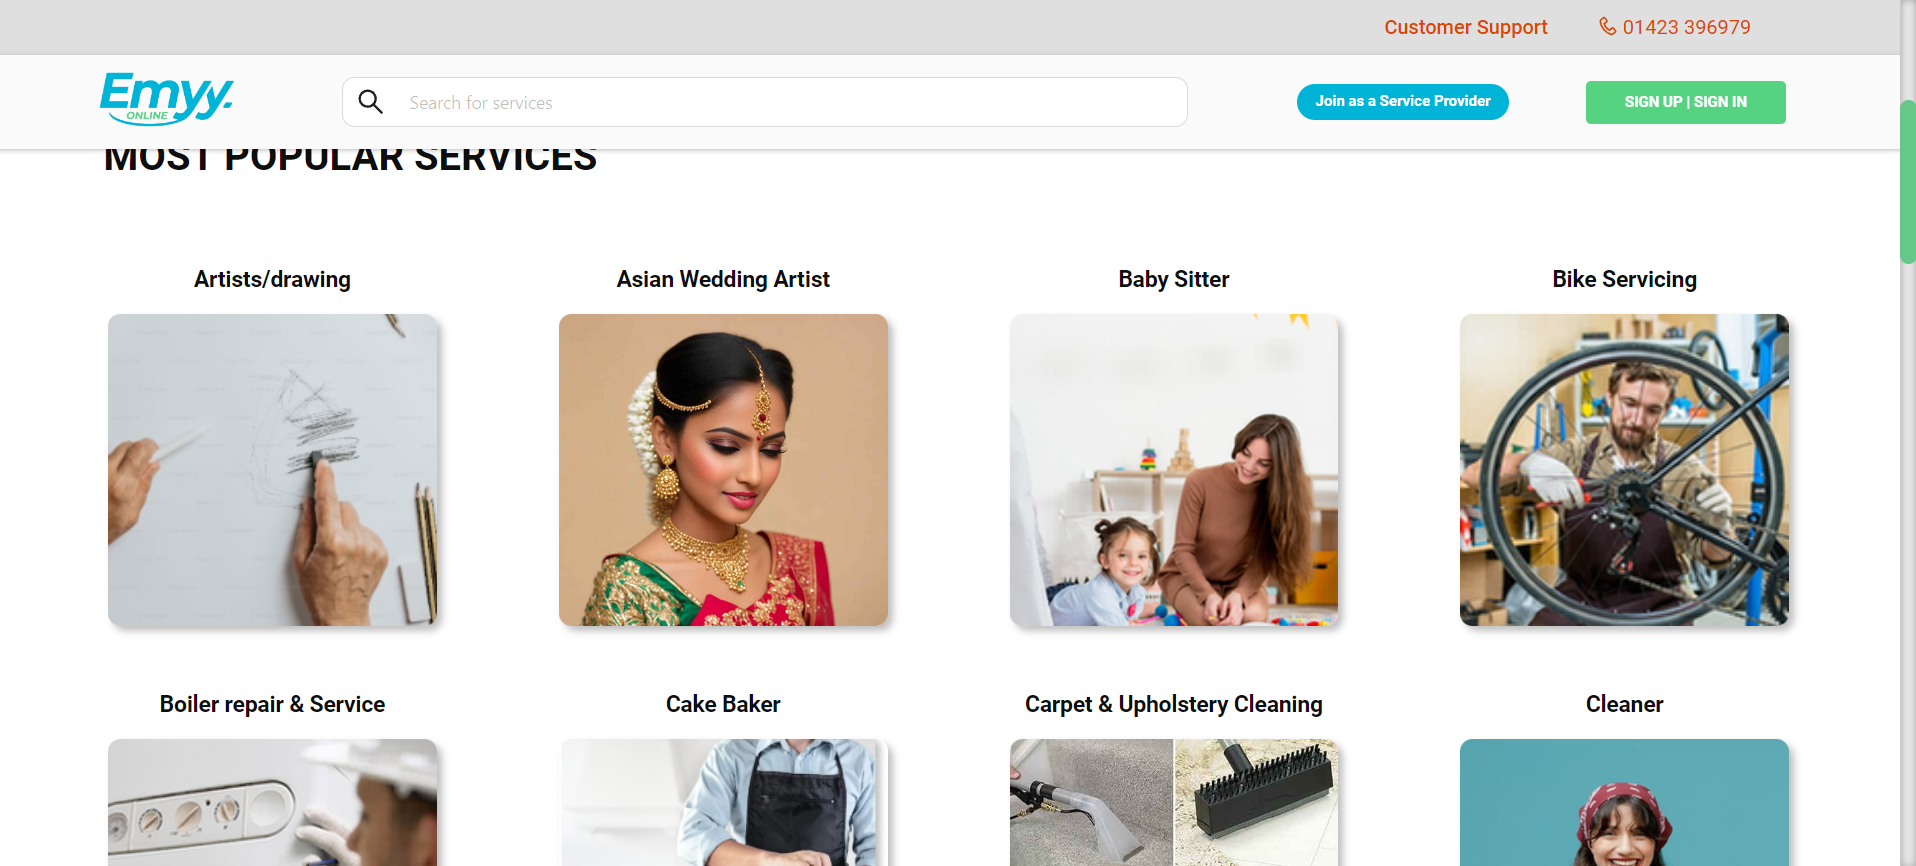 Customer Support 01423 396979
Emyy.
ONLINE
Search for services
Join as a Service Provider
SIGN UP | SIGN IN
MOST POPULAR SERVICES
Artists/drawing
Asian Wedding Artist
Baby Sitter
Bike Servicing
Boiler repair & Service
Cake Baker
Carpet & Upholstery Cleaning
Cleaner